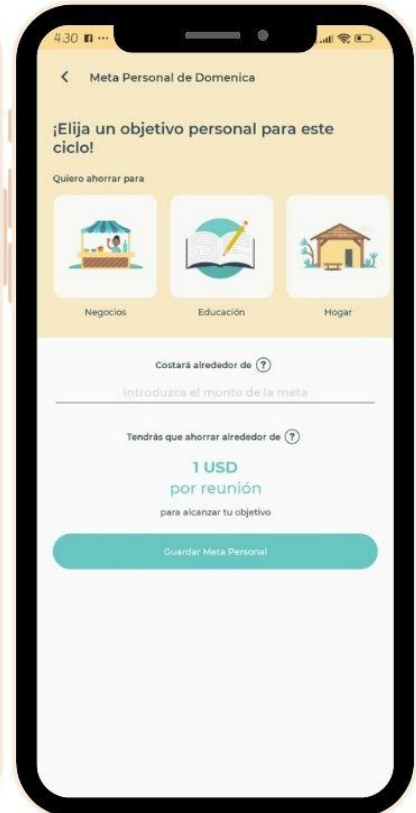 4:30
Meta Personal de Domenica
¡Elija un objetivo personal para este
ciclo!
Quiero ahorrar para
Negocios Educación Hogar
Costará alrededor de ?
Introduzca el monto de la meta
Tendrás que ahorrar alrededor de ?
1 USD
por reunión
para alcanzar tu objetivo
Guardar Meta Personal